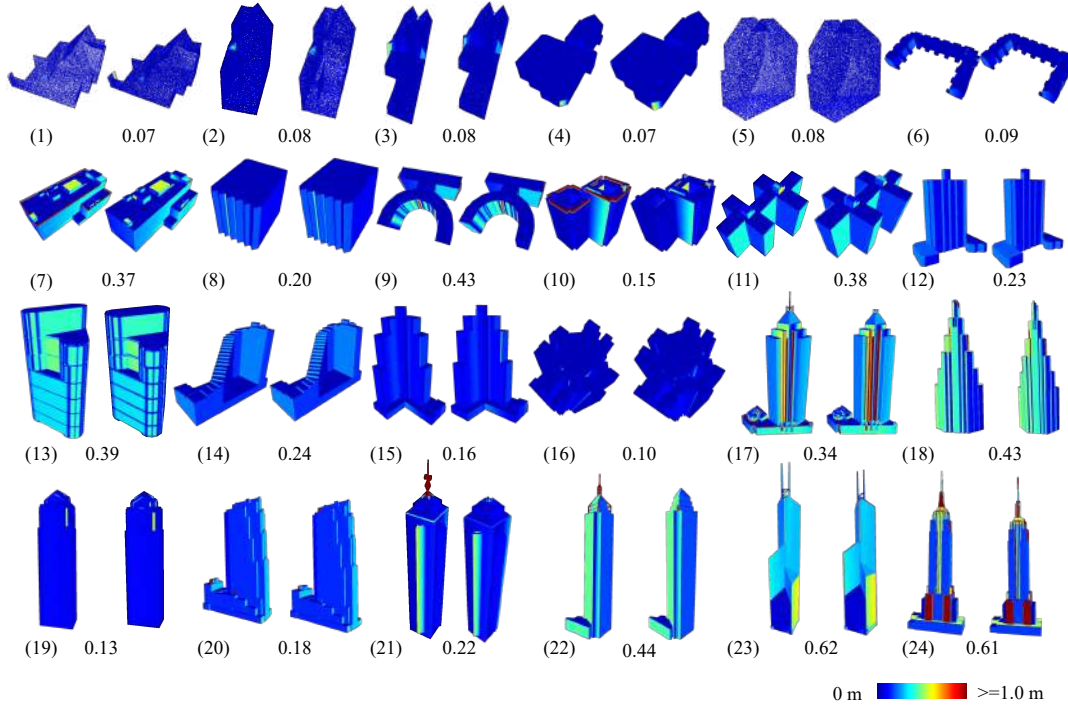 (1) 0.07 (2) 0.08 (3) 0.08 (4) 0.07 (5) 0.08 (6) 0.09
(7) 0.37 (8) 0.20 (9) 0.43 (10) 0.15 (11) 0.38 (12) 0.23
(13) 0.39 (14) 0.24 (15) 0.16 (16) 0.10 (17) 0.34 (18) 0.43
(19) 0.13 (20) 0.18 (21) 0.22 (22) 0.44 (23) 0.62 (24) 0.61
0 m >=1.0 m